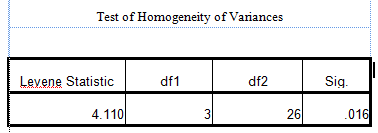 Test of Homogeneity of Variances
Levene Statistic df1 df2 Sig.
4.110 3 26 .016